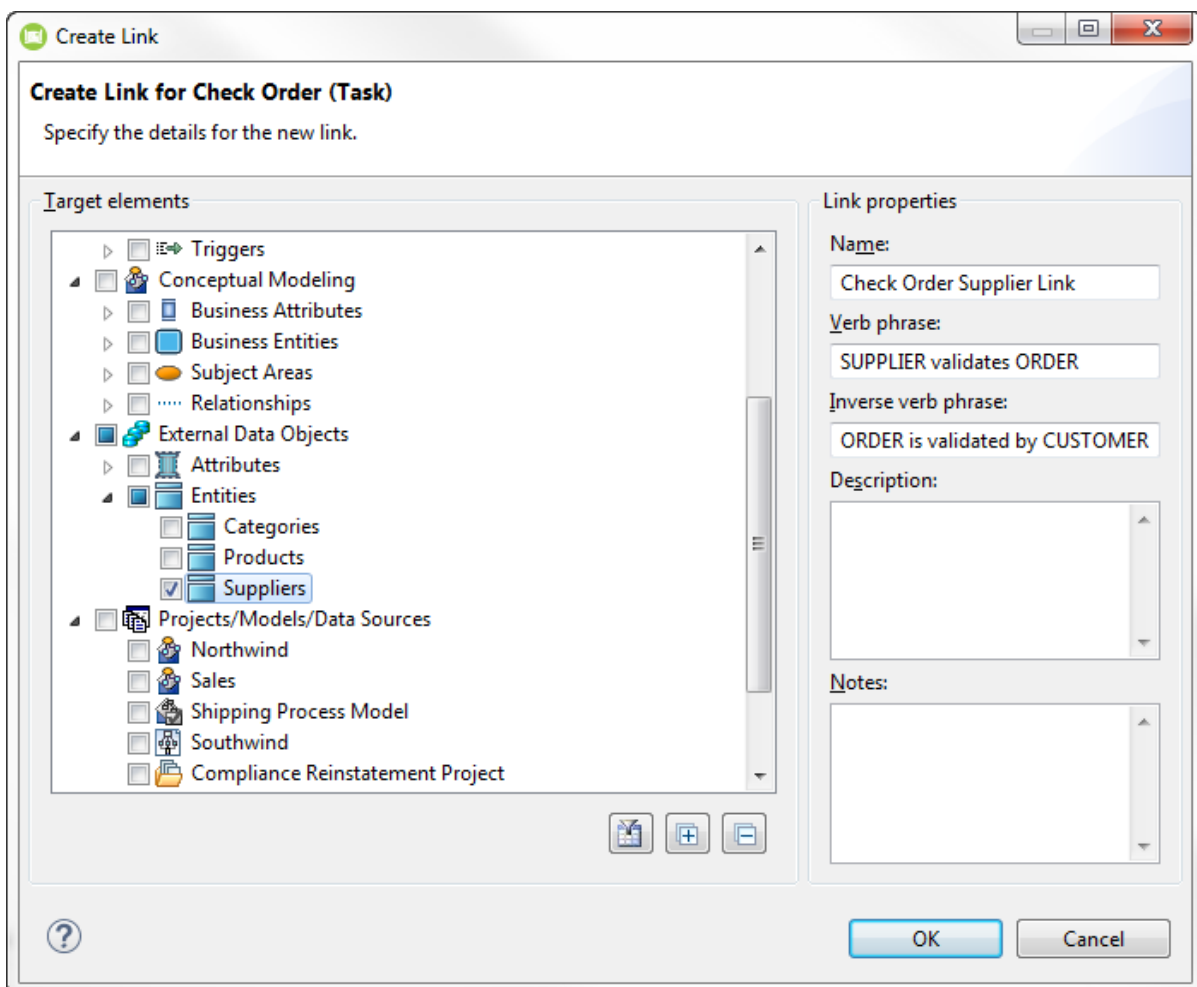 Create Link
Create Link for Check Order (Task)
Specify the details for the new link.
Target elements
Triggers
Conceptual Modeling
Business Attributes
Business Entities
Subject Areas
Relationships
External Data Objects
Attributes
Entities
Categories
Products
Suppliers
Projects/Models/Data Sources
Northwind
Sales
Shipping Process Model
Southwind
Compliance Reinstatement Project
Link properties
Name:
Check Order Supplier Link
Verb phrase:
SUPPLIER validates ORDER
Inverse verb phrase:
ORDER is validated by CUSTOMER
Description:
Notes:
OK
Cancel